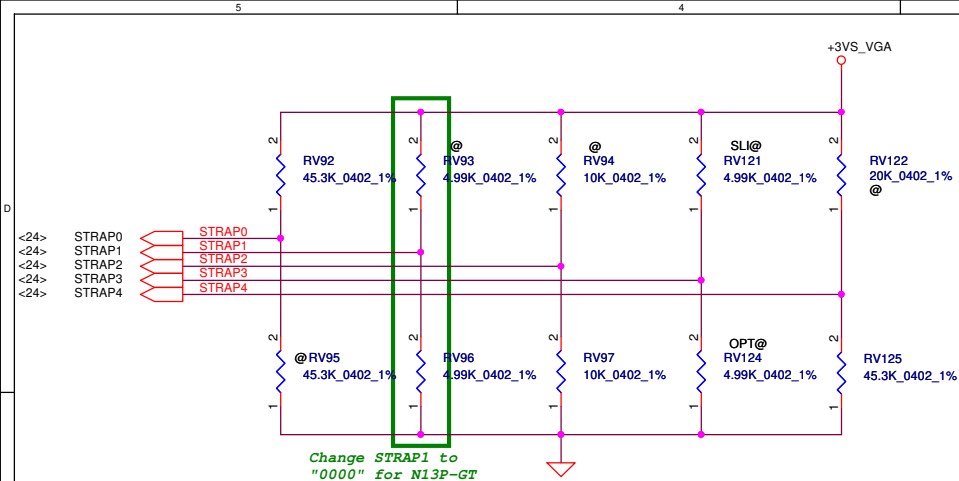 5 4
+3VS_VGA
2 2 2 2 2
@ @ SLI@
RV92 RV93 RV94 RV121 RV122
45.3K_0402_1% 4.99K_0402_1% 10K_0402_1% 4.99K_0402_1% 20K_0402_1%
@
1 1 1 1 1
D
<24> STRAP0 STRAP0
<24> STRAP1 STRAP1
<24> STRAP2 STRAP2
<24> STRAP3 STRAP3
<24> STRAP4 STRAP4
2 2 2 2 2
OPT@
@ RV95 RV96 RV97 RV124 RV125
45.3K_0402_1% 4.99K_0402_1% 10K_0402_1% 4.99K_0402_1% 45.3K_0402_1%
1 1 1 1 1
Change STRAP1 to
"0000" for N13P-GT